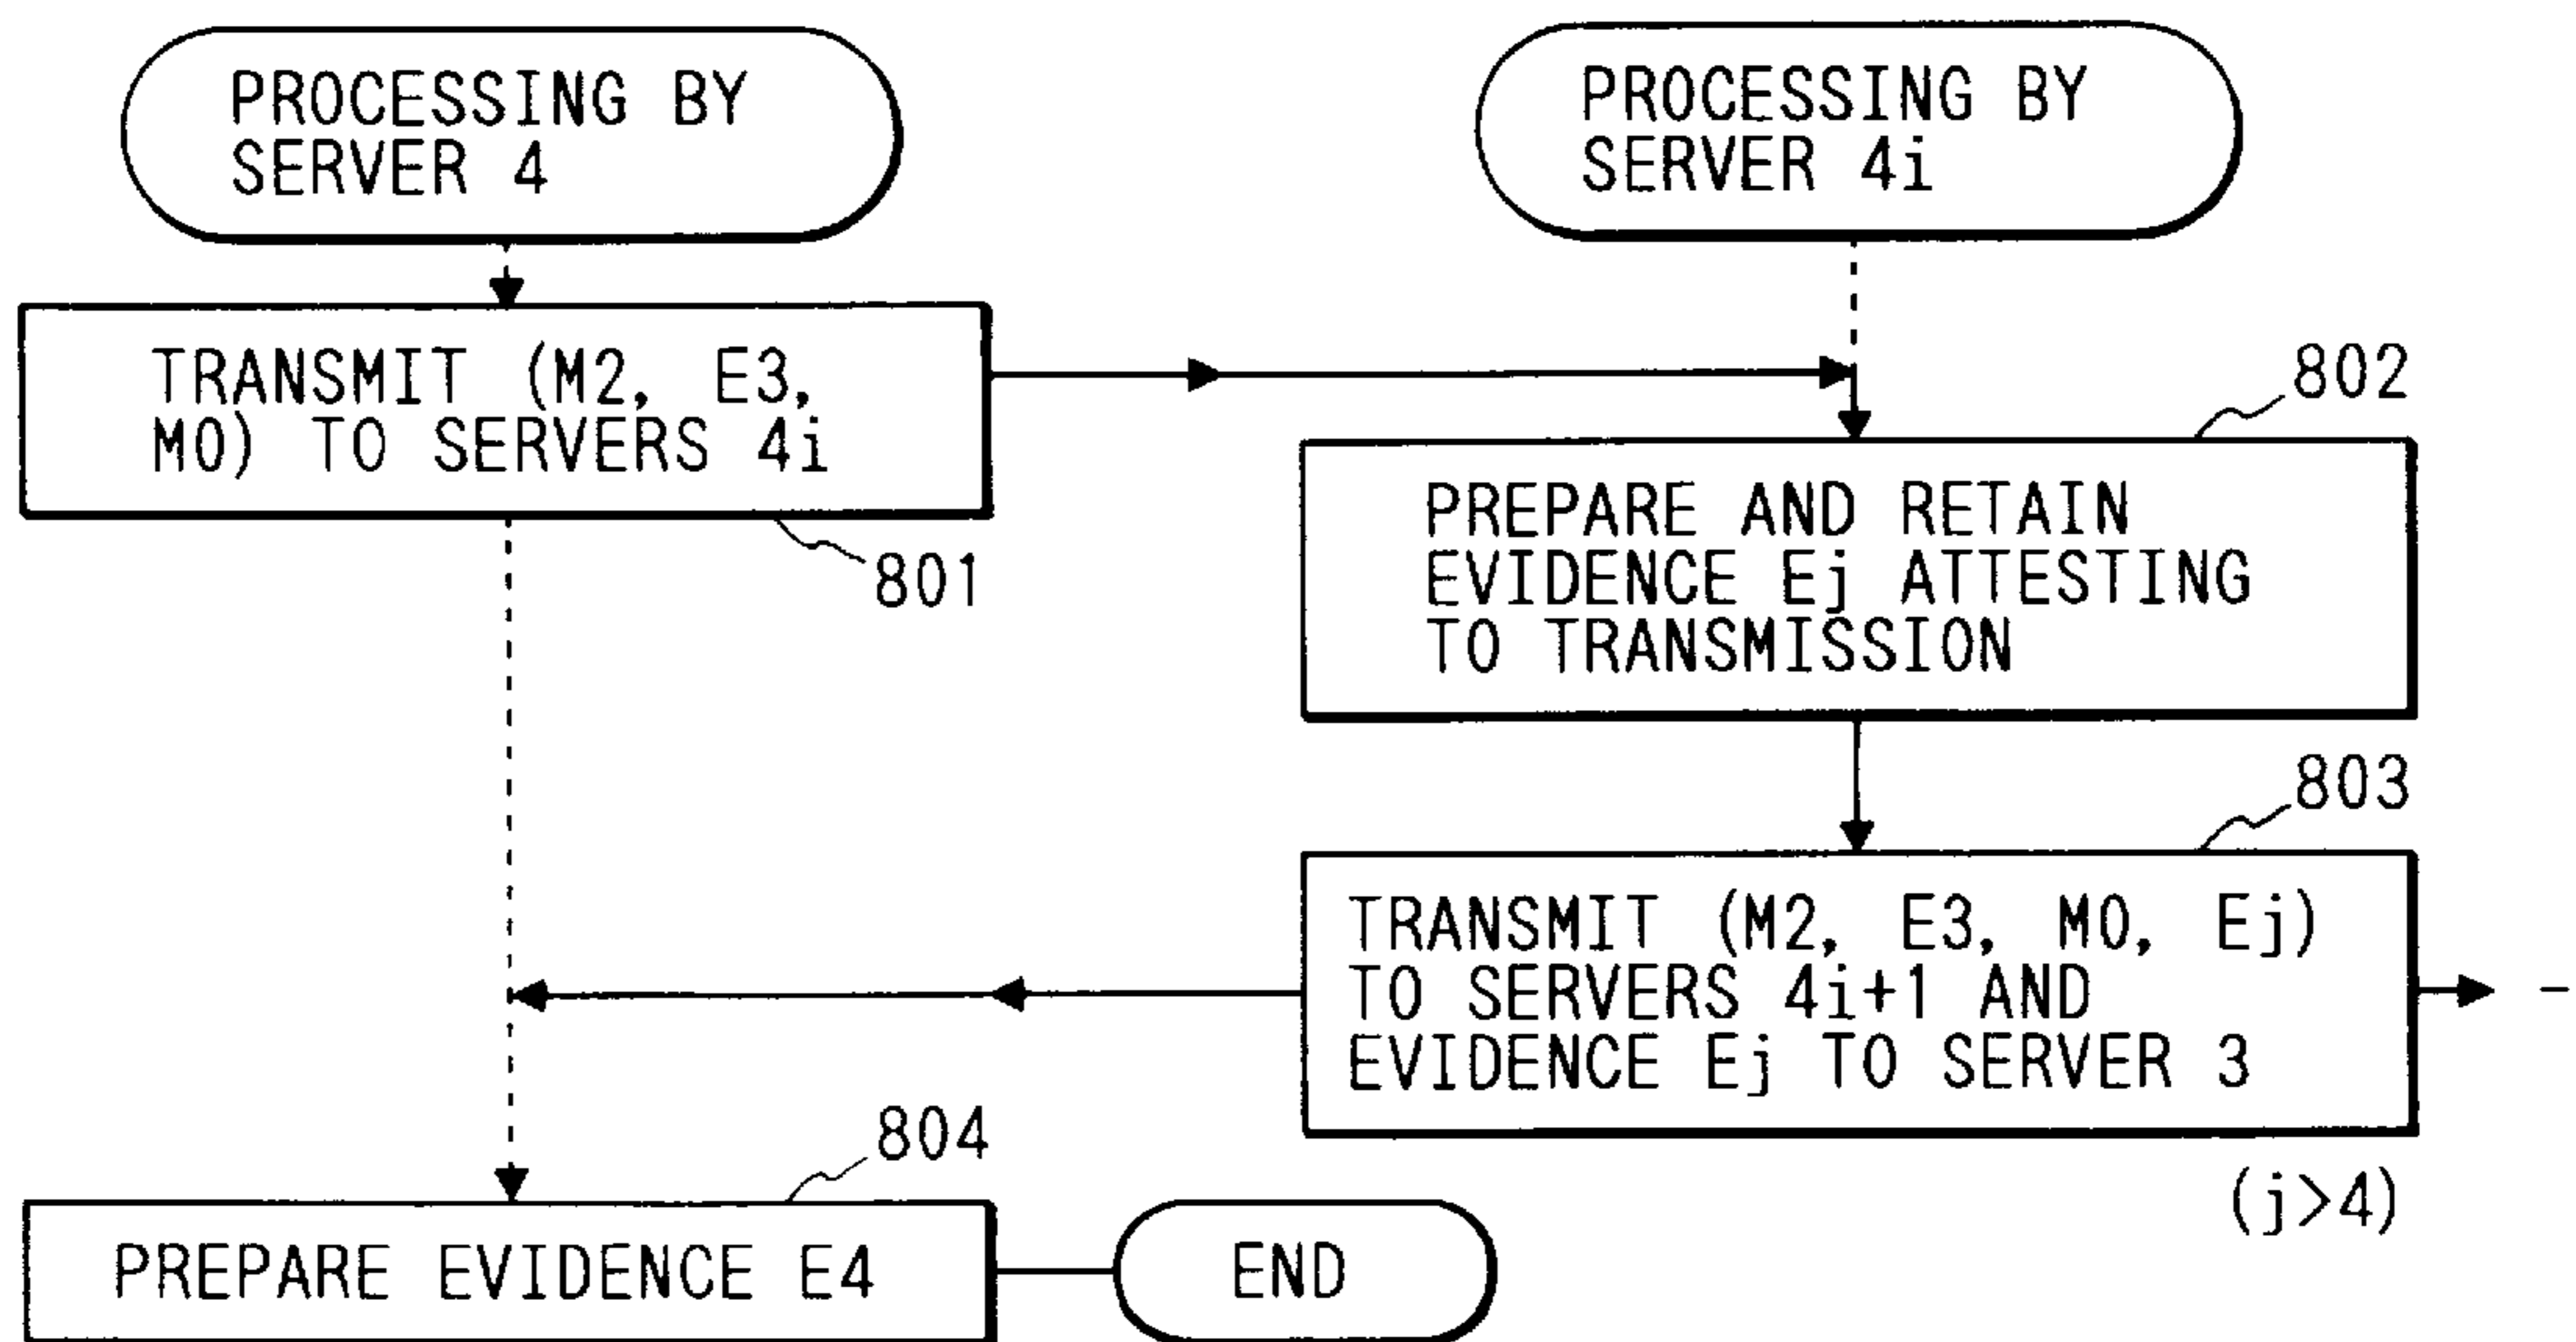 PROCESSING BY
SERVER 4
PROCESSING BY
SERVER 4i
TRANSMIT (M2, E3,
M0) TO SERVERS 4i
801
802
PREPARE AND RETAIN
EVIDENCE Ej ATTESTING
TO TRANSMISSION
803
TRANSMIT (M2, E3, M0, Ej)
TO SERVERS 4i+1 AND
EVIDENCE Ej TO SERVER 3
(j>4)
804
PREPARE EVIDENCE E4
END